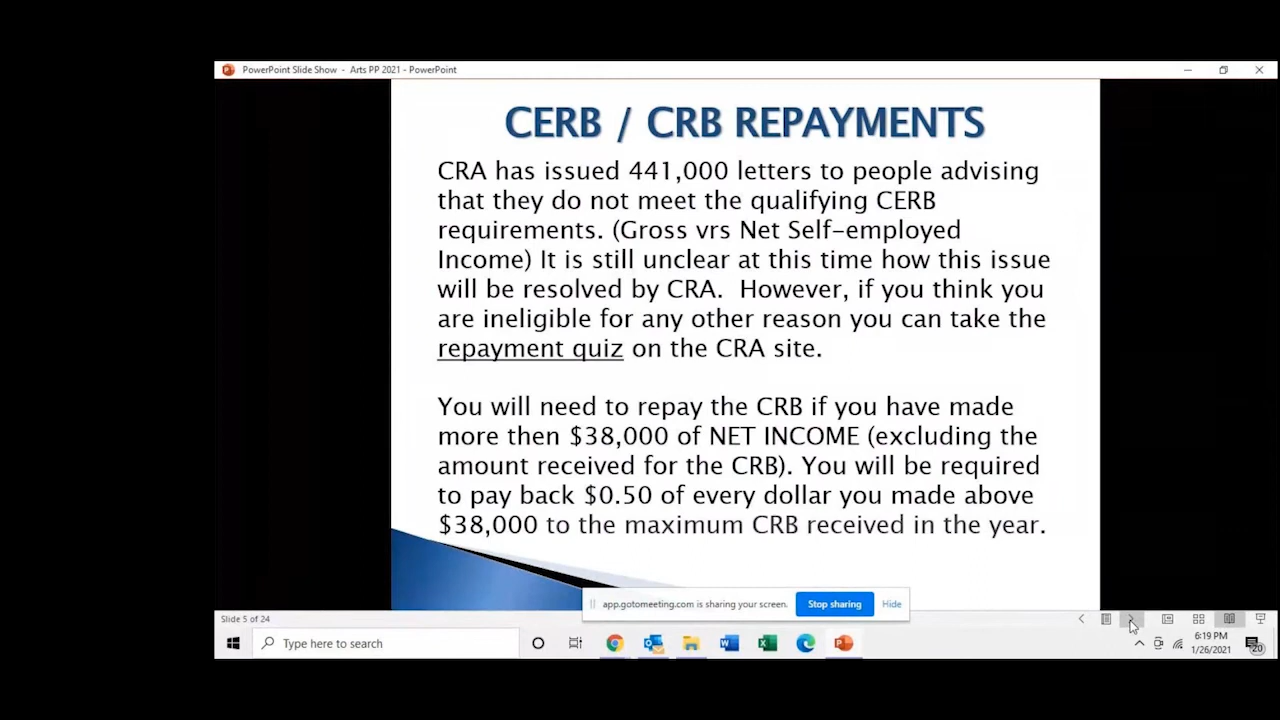 PowerPoint Slide Show - Arts PP 2021 - PowerPoint
CERB / CRB REPAYMENTS
CRA has issued 441,000 letters to people advising
that they do not meet the qualifying CERB
requirements. (Gross vrs Net Self-employed
Income) It is still unclear at this time how this issue
will be resolved by CRA. However, if you think you
are ineligible for any other reason you can take the
repayment quiz on the CRA site.
You will need to repay the CRB if you have made
more then $38,000 of NET INCOME (excluding the
amount received for the CRB). You will be required
to pay back $0.50 of every dollar you made above
$38,000 to the maximum CRB received in the year.
app.gotomeeting.com is sharing your screen.
Stop sharing
Hide
Slide 5 of 24
Type here to search
6:19 PM
1/26/2021
20